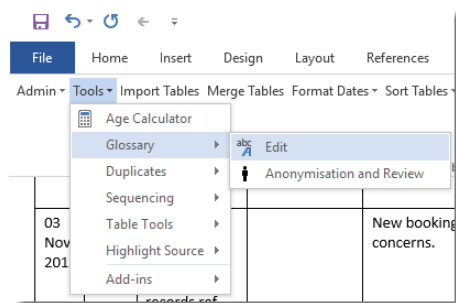 File Home Insert Design Layout References
Admin Tools Import Tables Merge Tables Format Dates Sort Tables
Age Calculator
Glossary
abc A Edit
Duplicates
Anonymisation and Review
Sequencing
03 Table Tools New booking
Nov Highlight Source concerns.
201
Add-ins
records ref